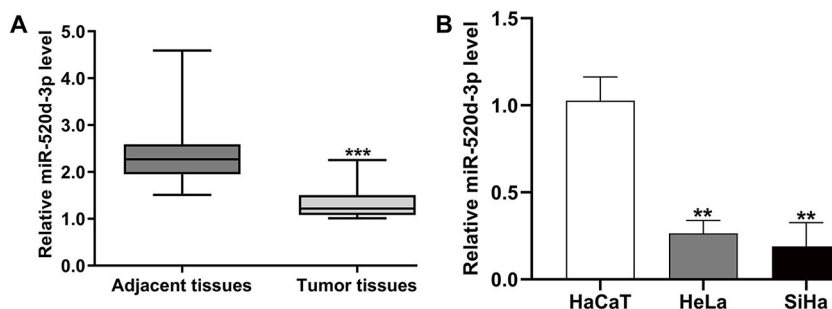 A
Relative miR-520d-3p level
5.0
4.0
3.0
2.0
1.0
0.0
***
Adjacent tissues
Tumor tissues
B
Relative miR-520d-3p level
1.5
1.0
0.5
0.0
**
**
HaCaT
HeLa
SiHa